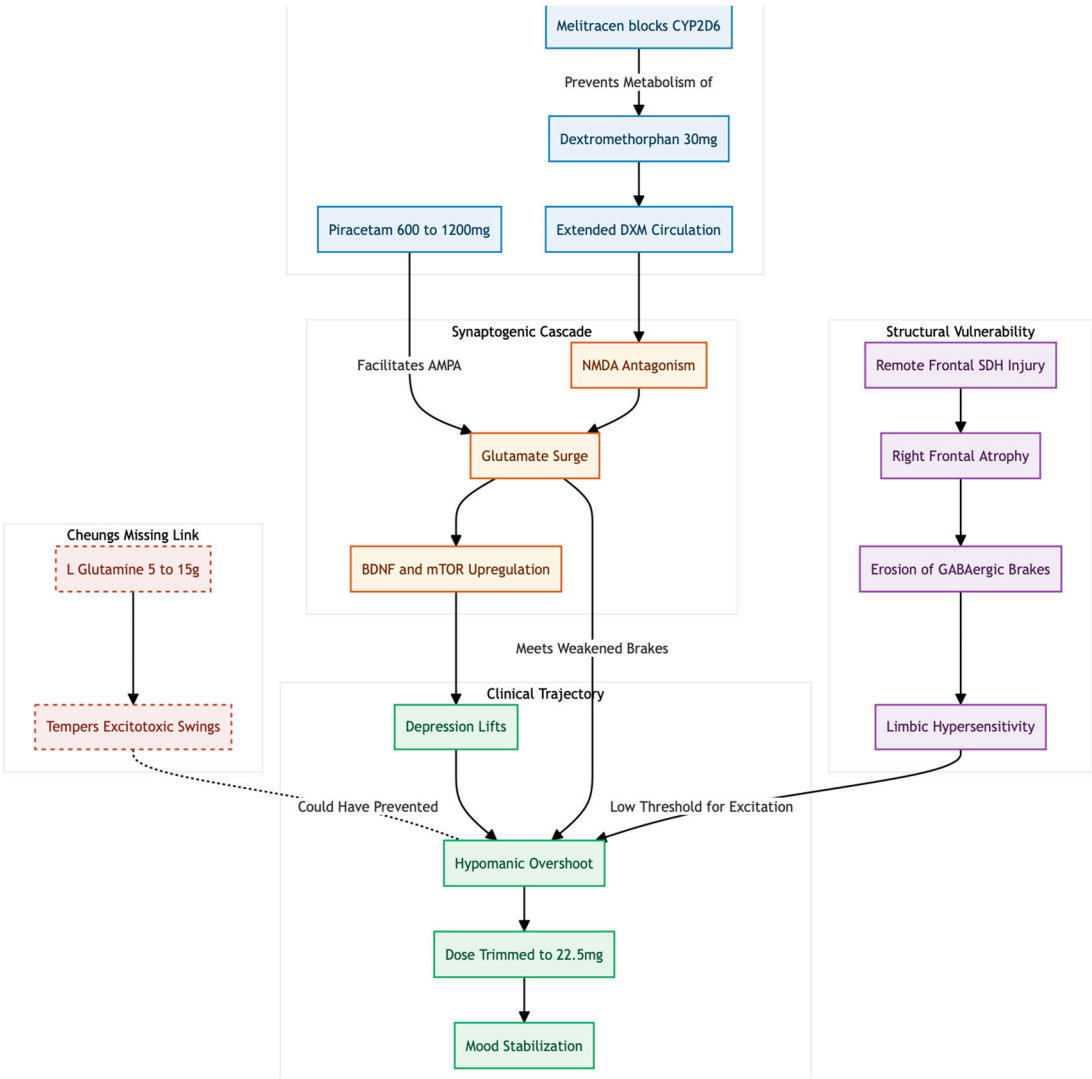 Melitracen blocks CYP2D6
Prevents Metabolism of
Dextromethorphan 30mg
Piracetam 600 to 1200mg
Extended DXM Circulation
Synaptogenic Cascade
Structural Vulnerability
Facilitates AMPA
NMDA Antagonism
Remote Frontal SDH Injury
Glutamate Surge
Right Frontal Atrophy
Cheungs Missing Link
L Glutamine 5 to 15g
BDNF and mTOR Upregulation
Erosion of GABAergic Brakes
Meets Weakened Brakes
Clinical Trajectory
Tempers Excitotoxic Swings
Depression Lifts
Limbic Hypersensitivity
Could Have Prevented
Low Threshold for Excitation
Hypomanic Overshoot
Dose Trimmed to 22.5mg
Mood Stabilization